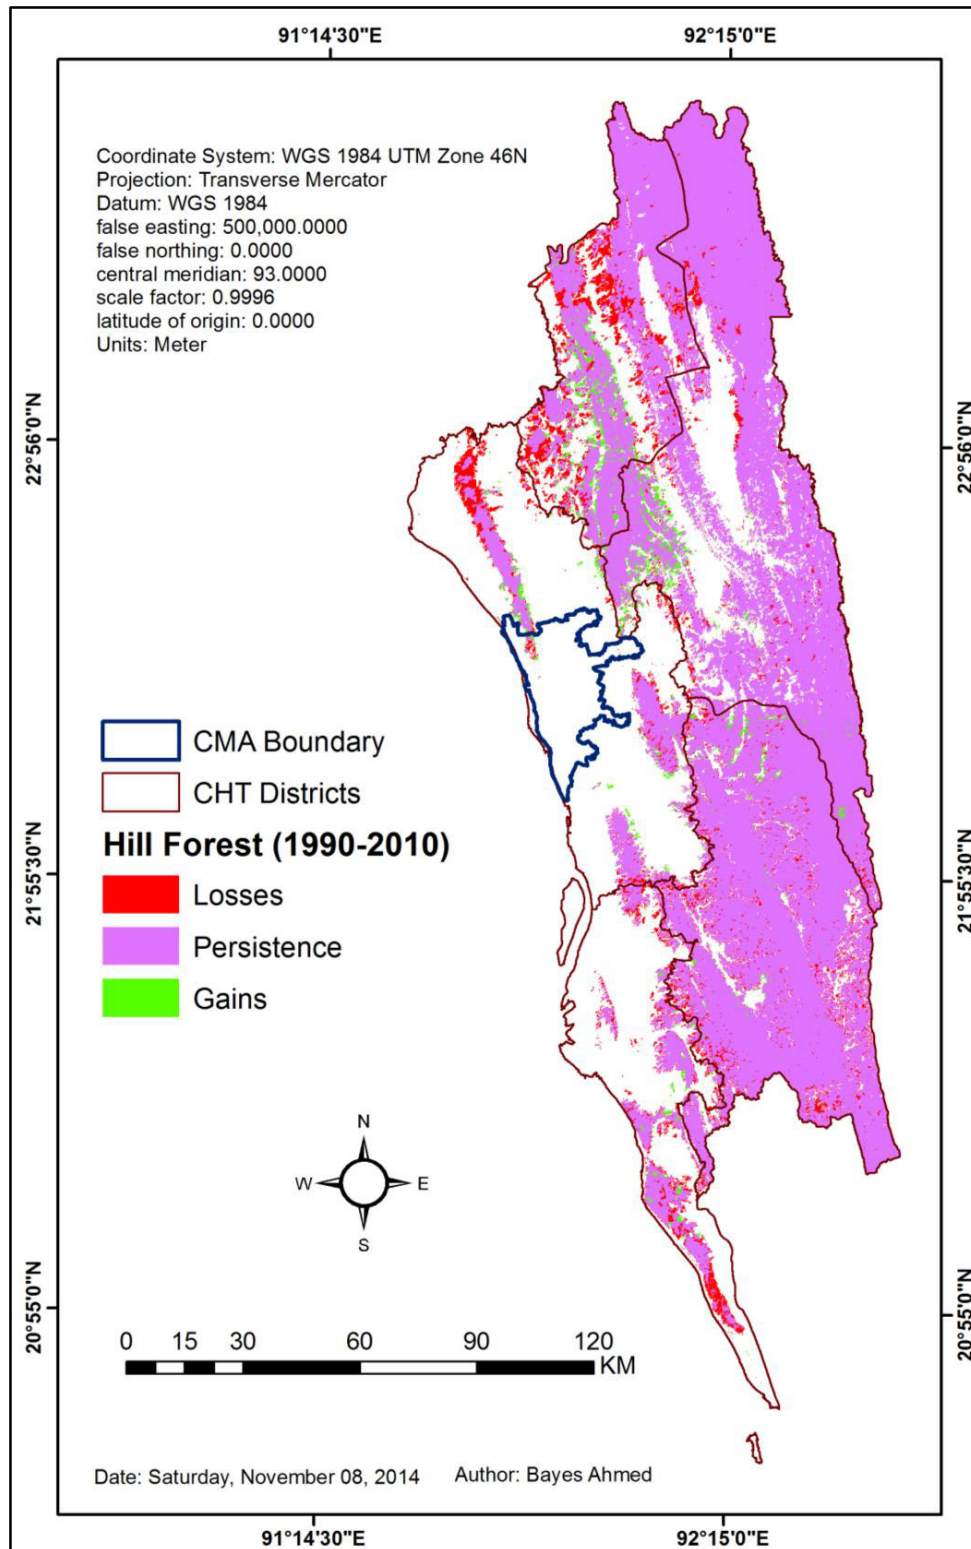 91°14'30"E 92°15'0"E
Coordinate System: WGS 1984 UTM Zone 46N
Projection: Transverse Mercator
Datum: WGS 1984
false easting: 500,000.0000
false northing: 0.0000
central meridian: 93.0000
scale factor: 0.9996
latitude of origin: 0.0000
Units: Meter
22°56'0"N
22°56'0"N
CMA Boundary
CHT Districts
Hill Forest (1990-2010)
Losses
Persistence
Gains
21°55'30"N
21°55'30"N
N
W E
S
20°55'0"N
20°55'0"N
0 15 30 60 90 120
KM
Date: Saturday, November 08, 2014 Author: Bayes Ahmed
91°14'30"E 92°15'0"E